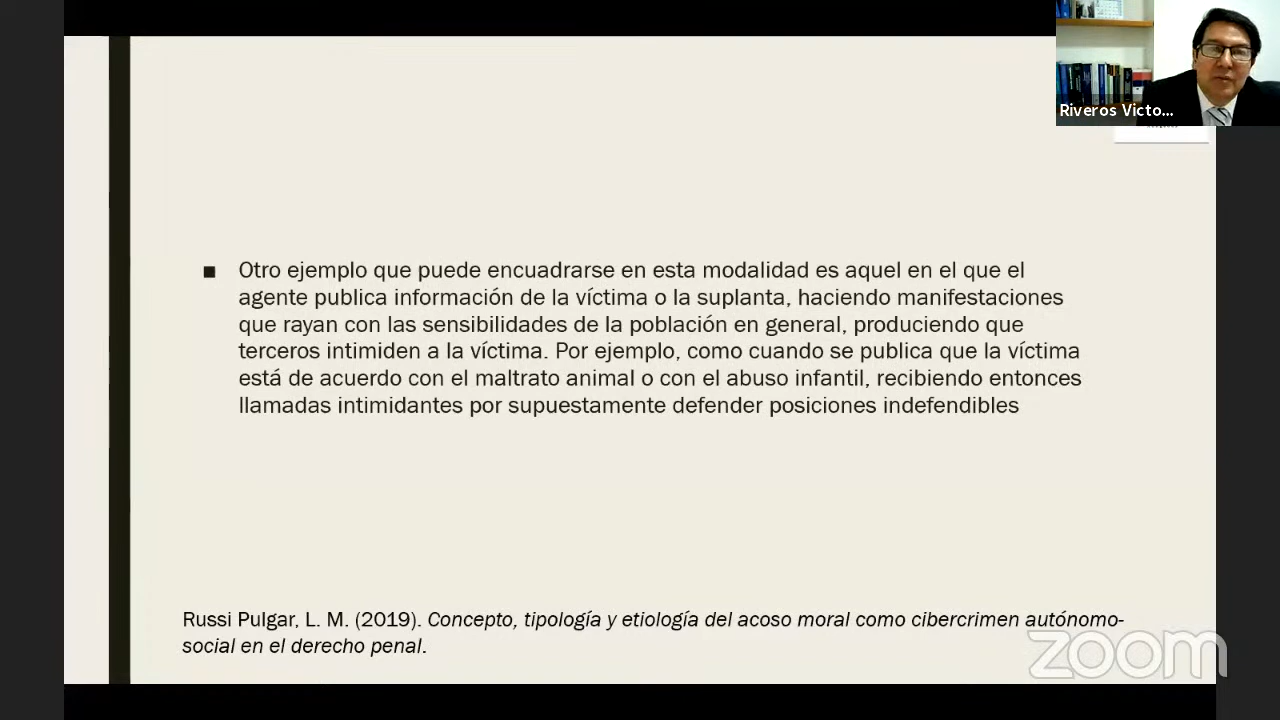 Riveros Victo...
■ Otro ejemplo que puede encuadrarse en esta modalidad es aquel en el que el
agente publica información de la víctima o la suplanta, haciendo manifestaciones
que rayan con las sensibilidades de la población en general, produciendo que
terceros intimiden a la víctima. Por ejemplo, como cuando se publica que la víctima
está de acuerdo con el maltrato animal o con el abuso infantil, recibiendo entonces
llamadas intimidantes por supuestamente defender posiciones indefendibles
Russi Pulgar, L. M. (2019). Concepto, tipología y etiología del acoso moral como cibercrimen autónomo-
social en el derecho penal.
zoom